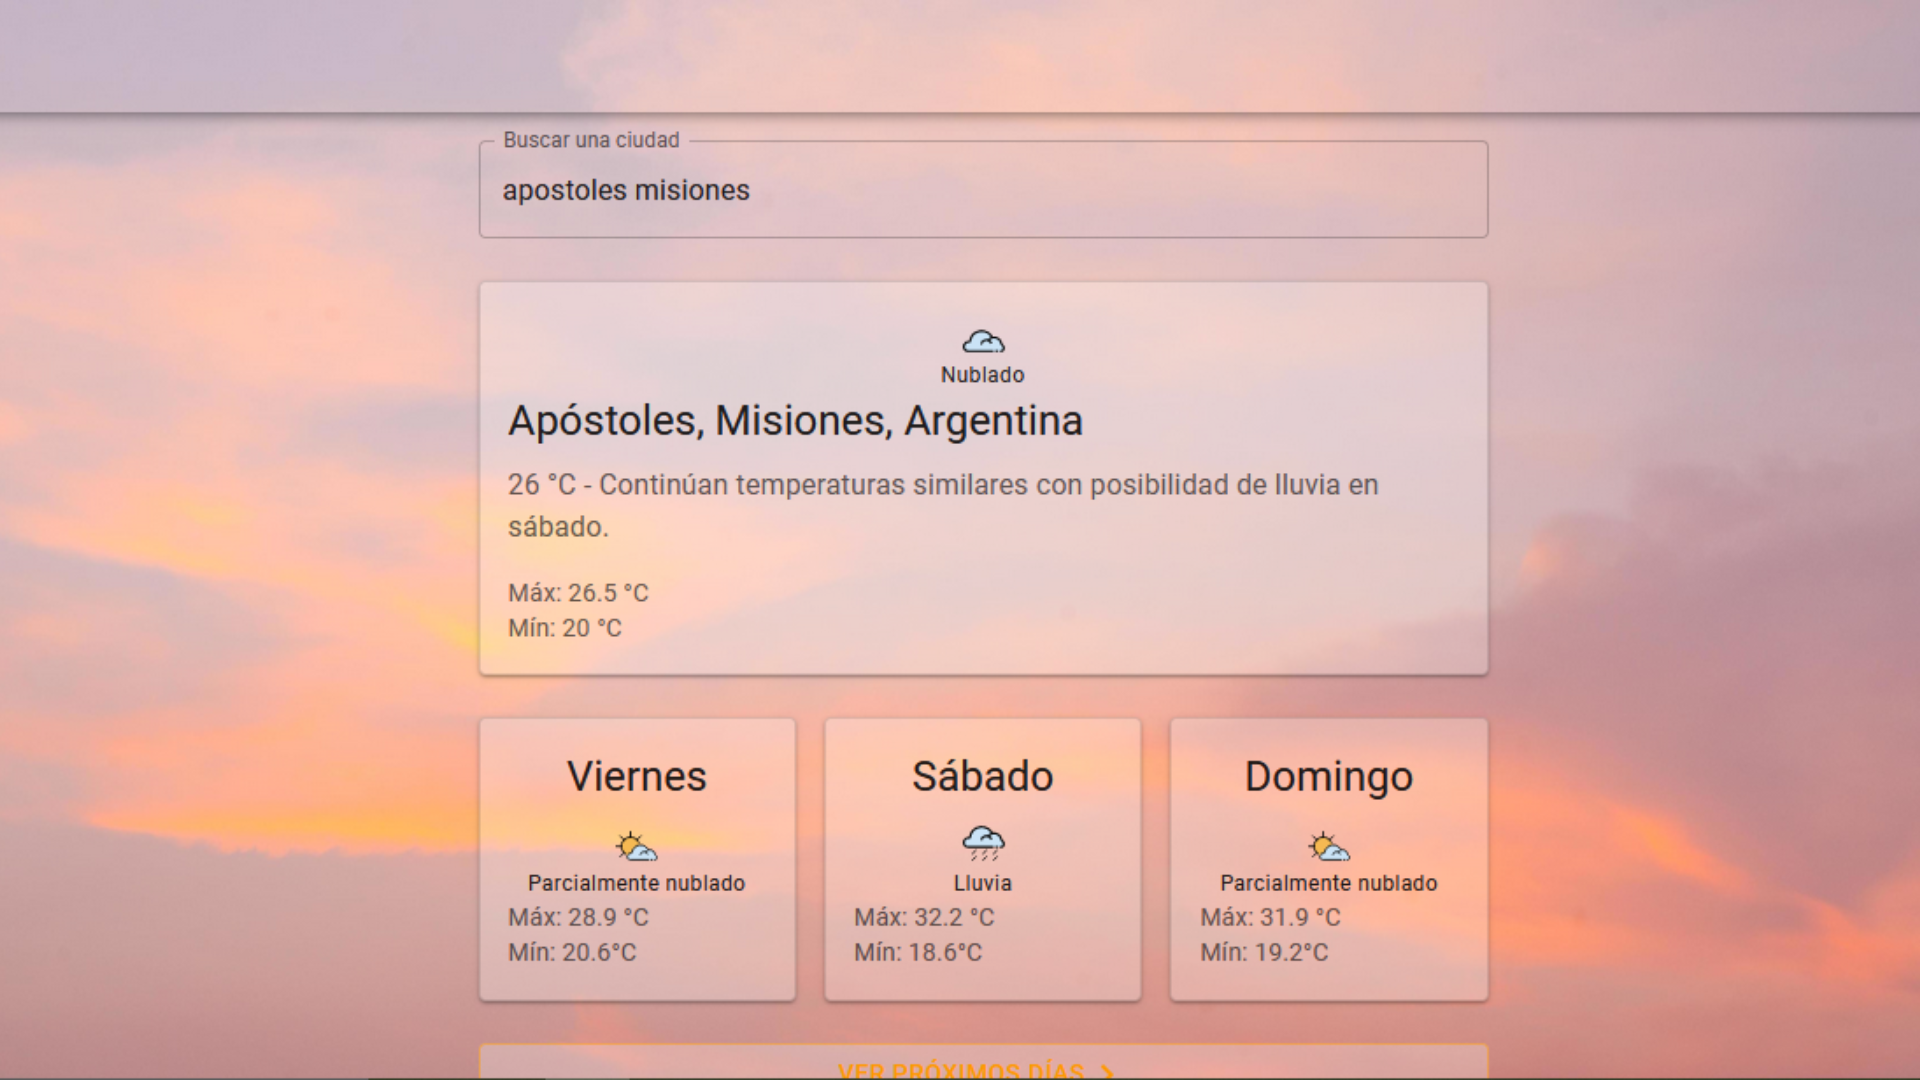 Buscar una ciudad
apostoles misiones
Nublado
Apóstoles, Misiones, Argentina
26 °C - Continúan temperaturas similares con posibilidad de lluvia en
sábado.
Máx: 26.5 °C
Mín: 20 °C
Viernes
Parcialmente nublado
Máx: 28.9 °C
Mín: 20.6°C
Sábado
Lluvia
Máx: 32.2 °C
Mín: 18.6°C
Domingo
Parcialmente nublado
Máx: 31.9 °C
Mín: 19.2°C
VER PRÓXIMOS DÍAS